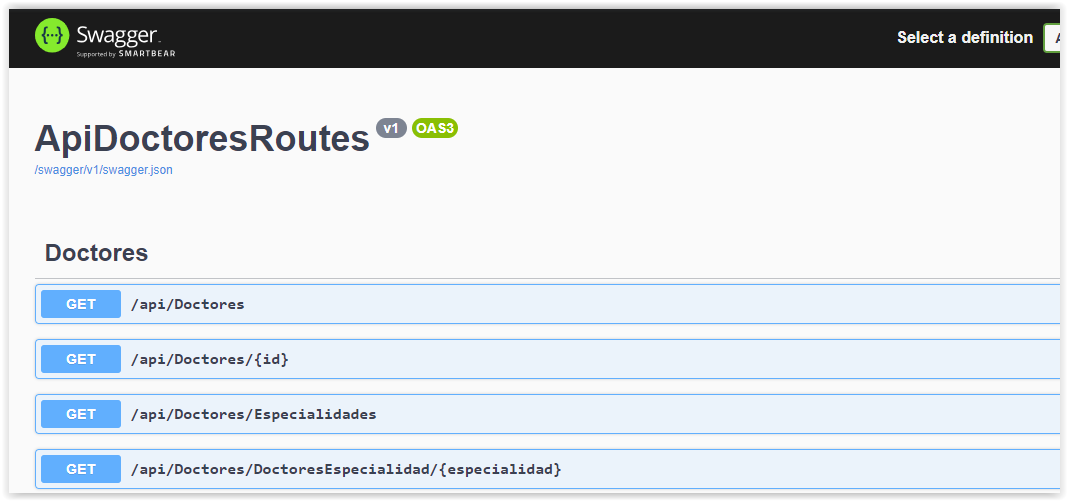 Swagger.
Supported by SMARTBEAR
Select a definition
A
ApiDoctoresRoutes v1 OAS3
/swagger/v1/swagger.json
Doctores
GET /api/Doctores
GET /api/Doctores/{id}
GET /api/Doctores/Especialidades
GET /api/Doctores/DoctoresEspecialidad/{especialidad}